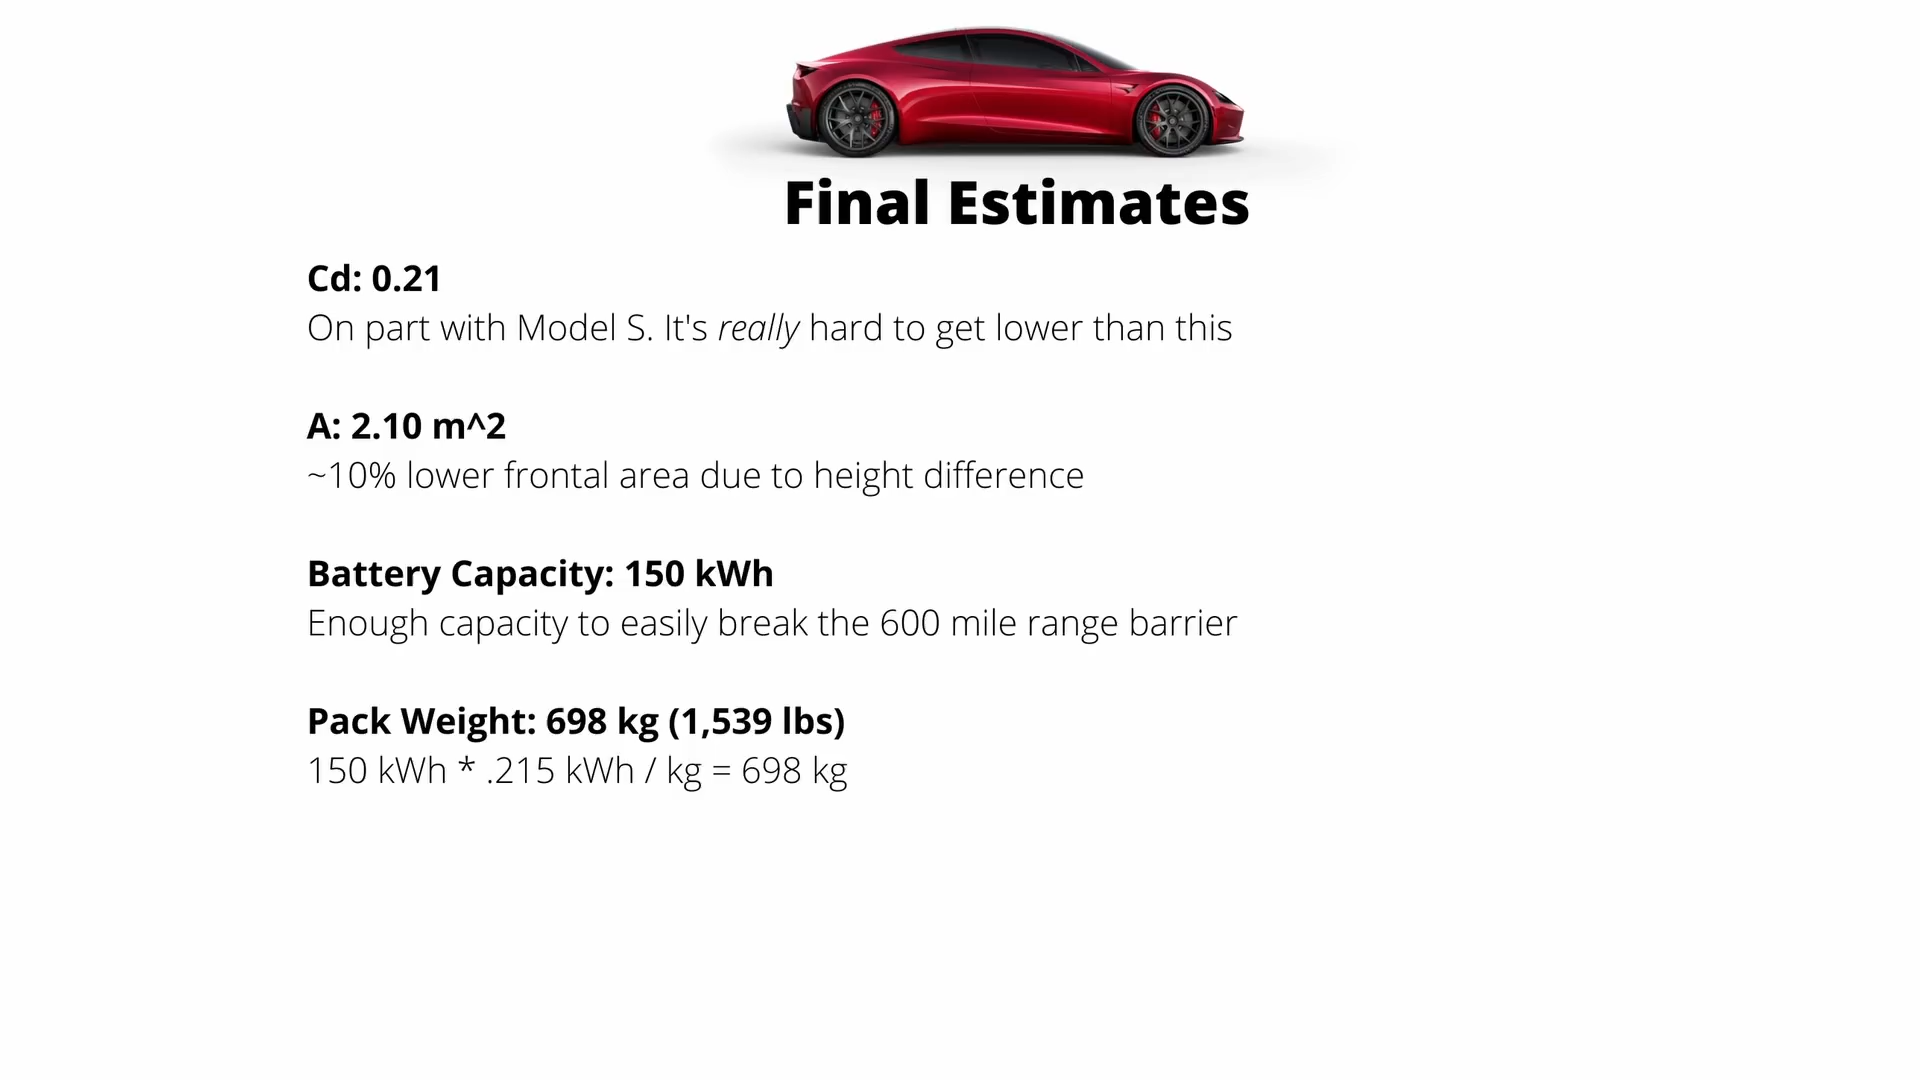 Final Estimates
Cd: 0.21
On part with Model S. It's really hard to get lower than this
A: 2.10 m^2
~10% lower frontal area due to height difference
Battery Capacity: 150 kWh
Enough capacity to easily break the 600 mile range barrier
Pack Weight: 698 kg (1,539 lbs)
150 kWh * .215 kWh / kg = 698 kg